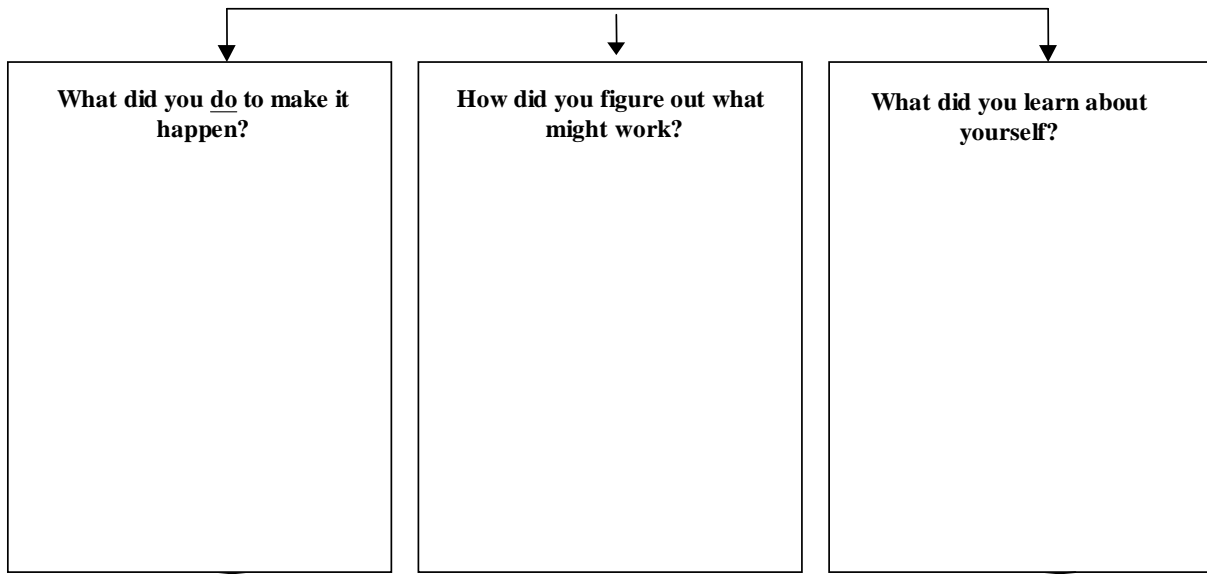 What did you do to make it
happen?
How did you figure out what
might work?
What did you learn about
yourself?